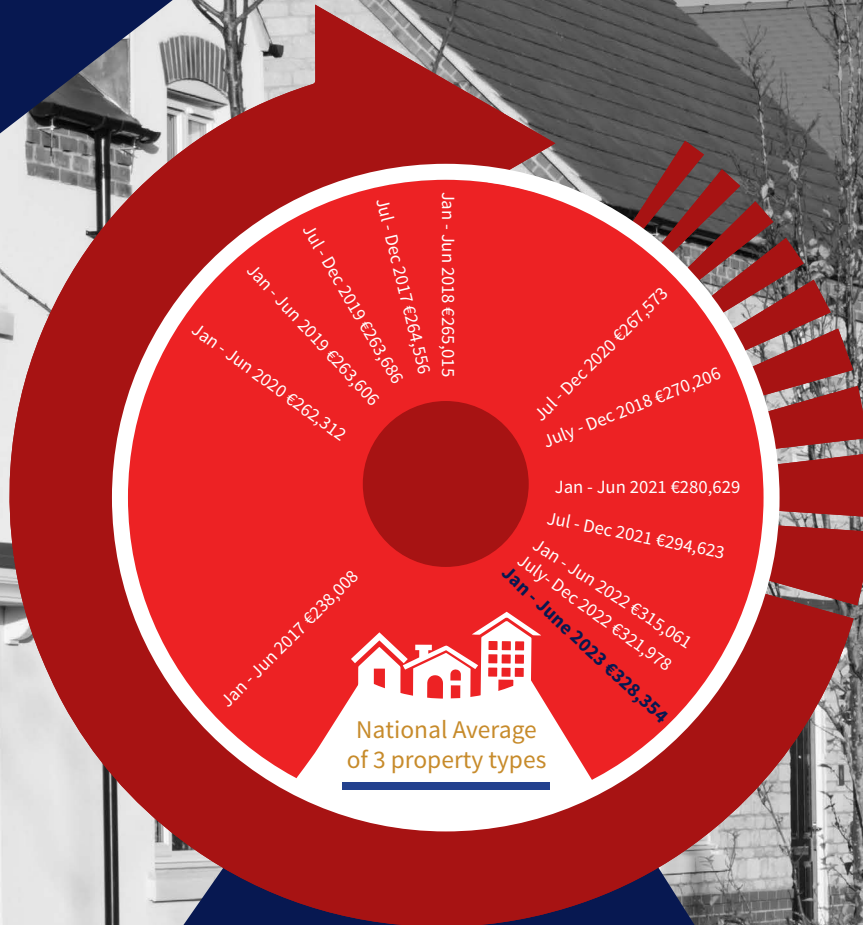 Jan - Jun 2017 €238,008
Jan - Jun 2020 €262,312
Jan - Jun 2019 €263,606
Jul - Dec 2019 €263,686
Jul - Dec 2017 €264,556
Jan - Jun 2018 €265,015
Jul - Dec 2020 €267,573
July - Dec 2018 €270,206
Jan - Jun 2021 €280,629
Jul - Dec 2021 €294,623
Jan - Jun 2022 €315,061
July- Dec 2022 €321,978
Jan - June 2023 €328,354
National Average
of 3 property types